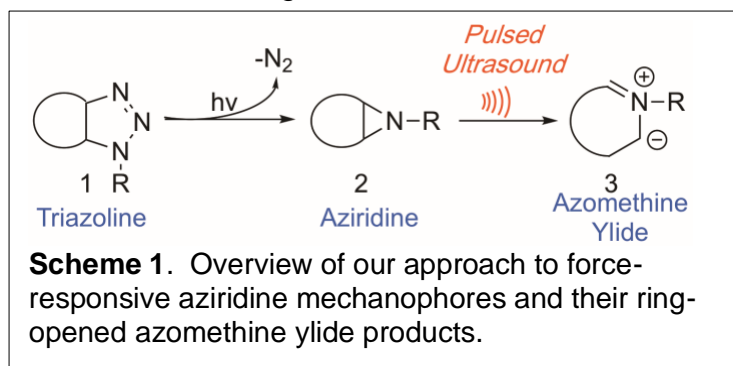 Pulsed
Ultrasound
-N₂
hν
N
N
N
R
N–R
N–R
⊕
⊖
1
2
3
Triazoline
Aziridine
Azomethine
Ylide
Scheme 1.  Overview of our approach to force-
responsive aziridine mechanophores and their ring-
opened azomethine ylide products.